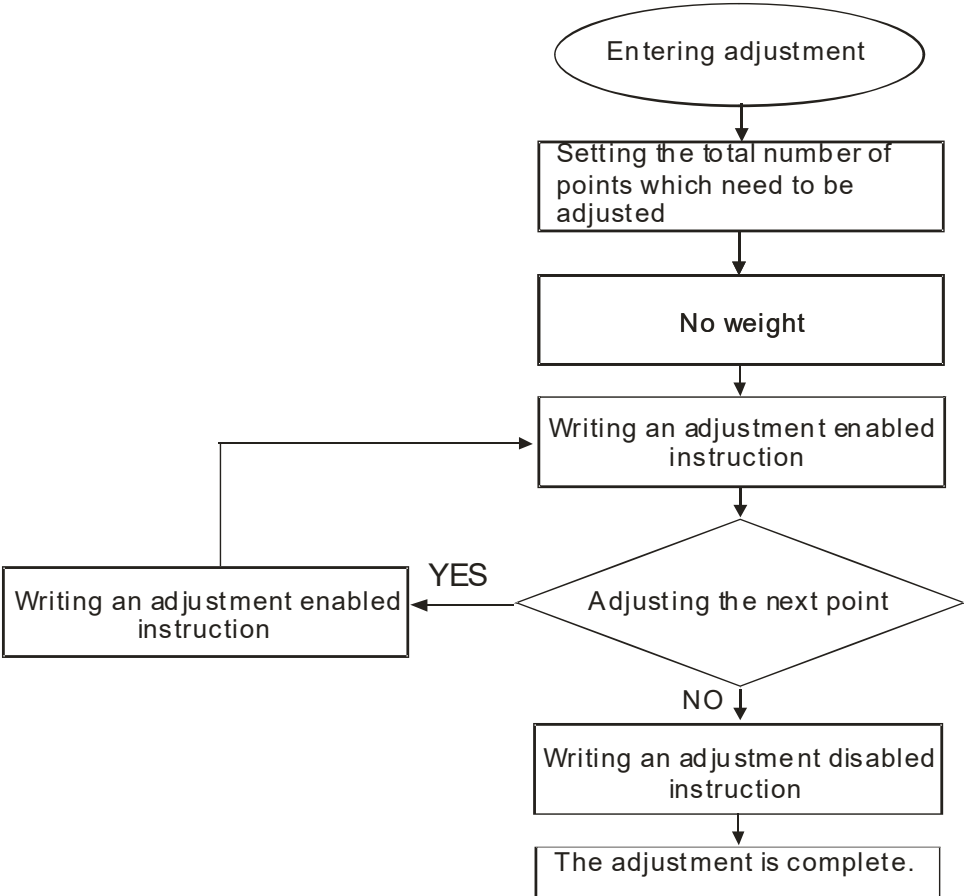 Entering adjustment
Setting the total number of
points which need to be
adjusted
No weight
Writing an adjustment enabled
instruction
YES
Writing an adjustment enabled
instruction
Adjusting the next point
NO
Writing an adjustment disabled
instruction
The adjustment is complete.